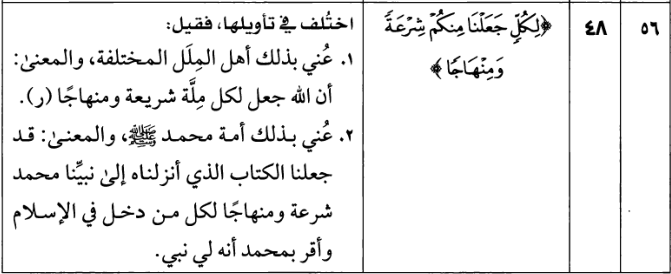 ٥٦
٤٨
﴿لِكُلٍّ جَعَلْنَا مِنكُمْ شِرْعَةً
وَمِنْهَاجًا﴾
اختُلف في تأويلها، فقيل:
١. عُني بذلك أهل المِلَل المختلفة، والمعنىٰ:
أن الله جعل لكل مِلَّة شريعة ومنهاجًا (ر).
٢. عُني بذلك أمة محمد ﷺ، والمعنىٰ: قد
جعلنا الكتاب الذي أنزلناه إلىٰ نبيِّنا محمد
شرعة ومنهاجًا لكل من دخل في الإسلام
وأقر بمحمد أنه لي نبي.